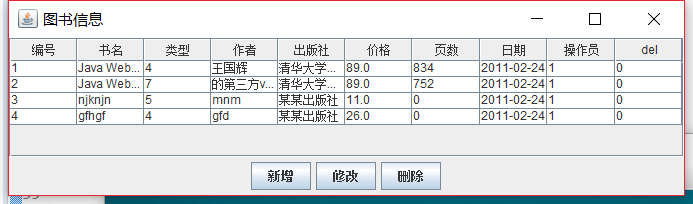 图书信息
编号 书名 类型 作者 出版社 价格 页数 日期 操作员 del
1 Java Web... 4 王国辉 清华大学... 89.0 834 2011-02-24 1 0
2 Java Web... 7 的第三方v... 清华大学... 89.0 752 2011-02-24 1 0
3 njknjn 5 mnm 某某出版社 11.0 0 2011-02-24 1 0
4 gfhgf 4 gfd 某某出版社 26.0 0 2011-02-24 1 0
新增 修改 删除